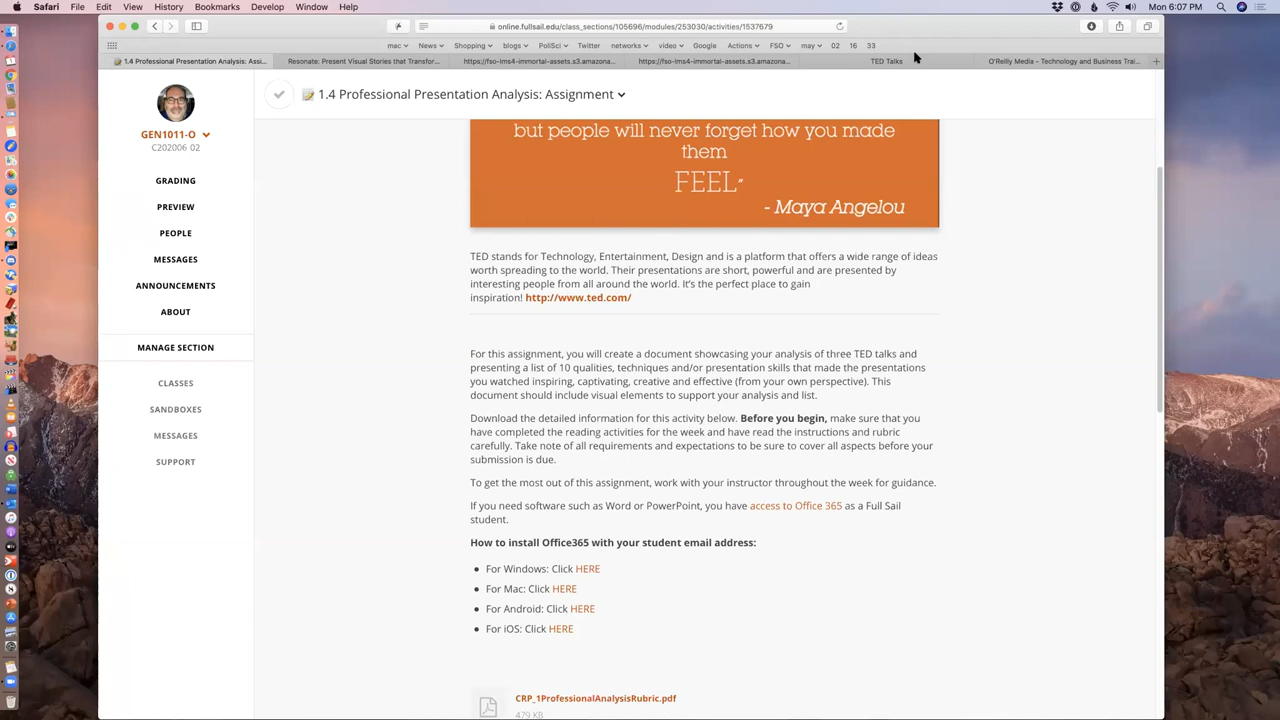 Safari File Edit View History Bookmarks Develop Window Help Mon 6:07 PM
online.fullsail.edu/class_sections/105696/modules/253030/activities/1537679
mac News Shopping blogs PoliSci Twitter networks video Google Actions FSO may 02 16 33
1.4 Professional Presentation Analysis: Assi... Resonate: Present Visual Stories that Transfor... https://fso-lms4-immortal-assets.s3.amazona... https://fso-lms4-immortal-assets.s3.amazona... TED Talks O'Reilly Media - Technology and Business Trai...
1.4 Professional Presentation Analysis: Assignment
GEN1011-O
C202006 02
GRADING
PREVIEW
PEOPLE
MESSAGES
ANNOUNCEMENTS
ABOUT
MANAGE SECTION
CLASSES
SANDBOXES
MESSAGES
SUPPORT
but people will never forget how you made
them
FEEL"
- Maya Angelou
TED stands for Technology, Entertainment, Design and is a platform that offers a wide range of ideas
worth spreading to the world. Their presentations are short, powerful and are presented by
interesting people from all around the world. It's the perfect place to gain
inspiration! http://www.ted.com/
For this assignment, you will create a document showcasing your analysis of three TED talks and
presenting a list of 10 qualities, techniques and/or presentation skills that made the presentations
you watched inspiring, captivating, creative and effective (from your own perspective). This
document should include visual elements to support your analysis and list.
Download the detailed information for this activity below. Before you begin, make sure that you
have completed the reading activities for the week and have read the instructions and rubric
carefully. Take note of all requirements and expectations to be sure to cover all aspects before your
submission is due.
To get the most out of this assignment, work with your instructor throughout the week for guidance.
If you need software such as Word or PowerPoint, you have access to Office 365 as a Full Sail
student.
How to install Office365 with your student email address:
• For Windows: Click HERE
• For Mac: Click HERE
• For Android: Click HERE
• For iOS: Click HERE
CRP_1ProfessionalAnalysisRubric.pdf
479 KB